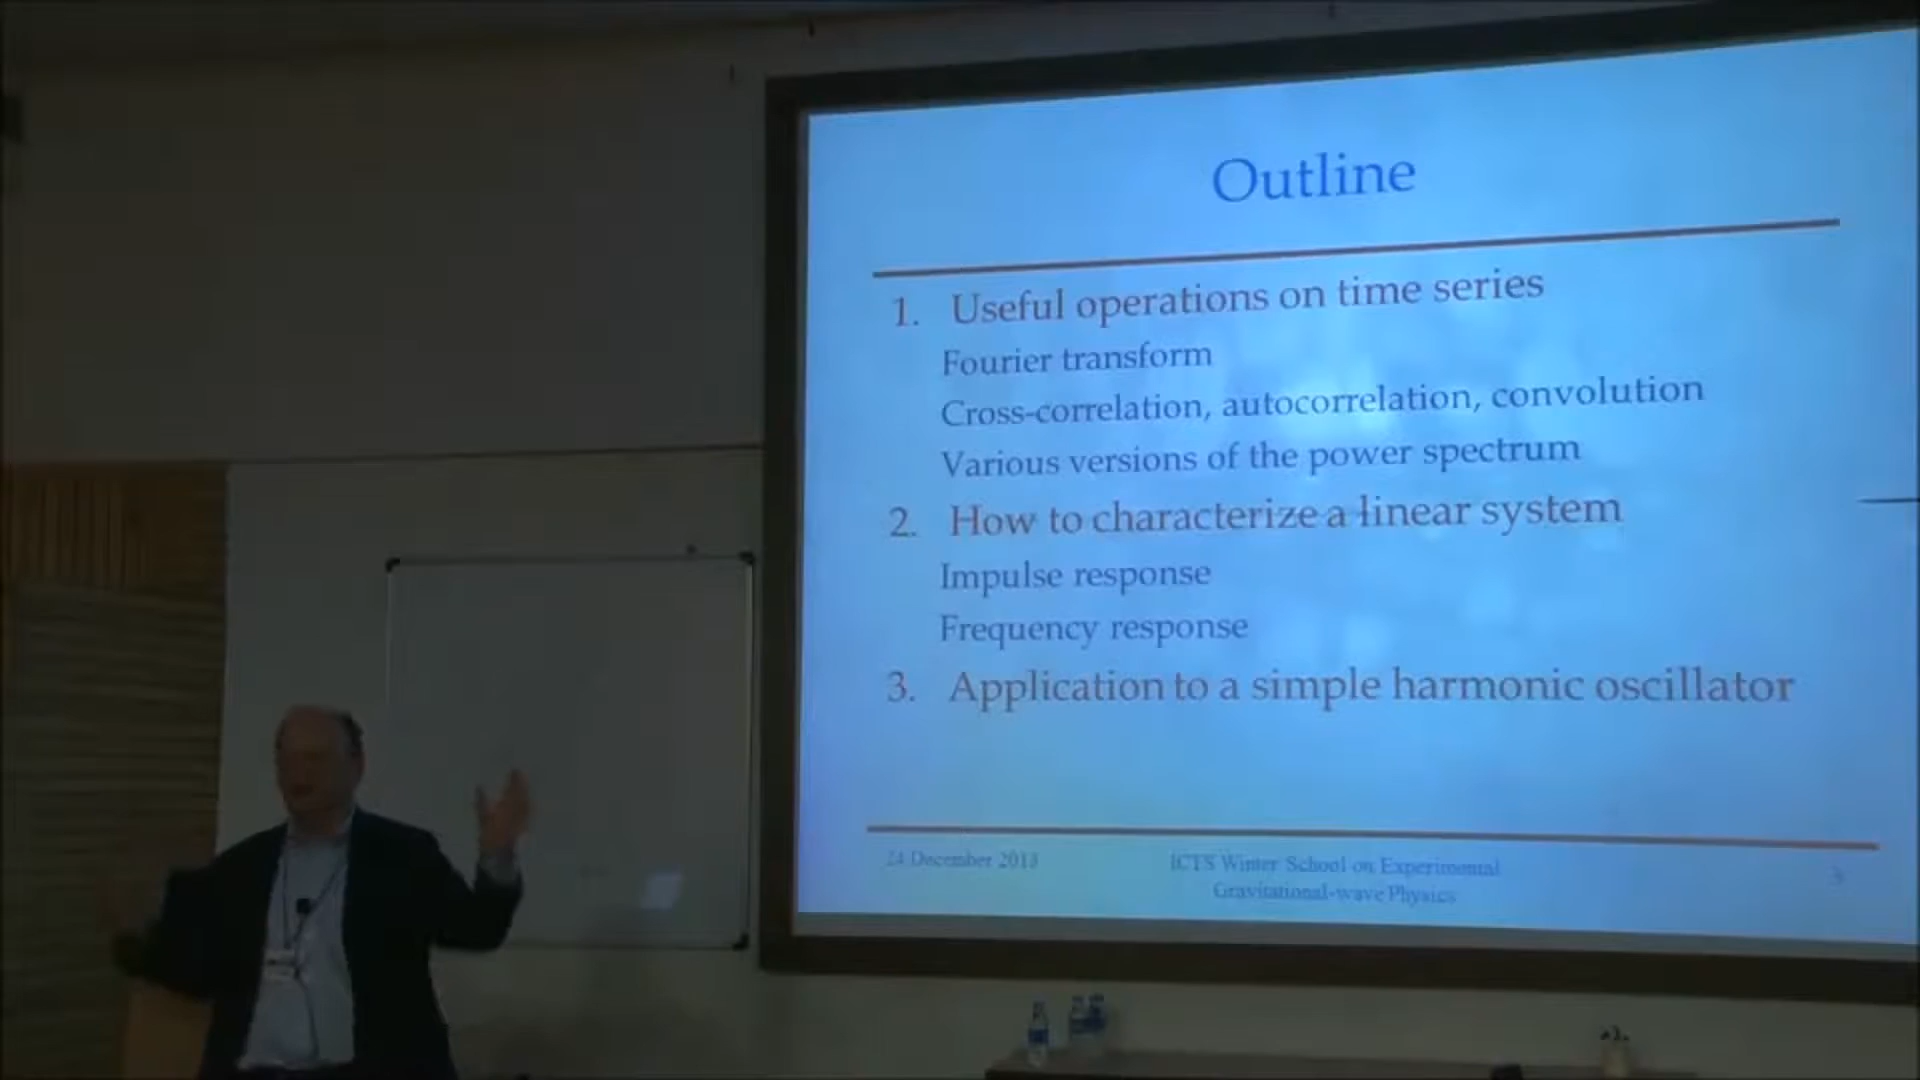 Outline
1. Useful operations on time series
Fourier transform
Cross-correlation, autocorrelation, convolution
Various versions of the power spectrum
2. How to characterize a linear system
Impulse response
Frequency response
3. Application to a simple harmonic oscillator
24 December 2013
ICTS Winter School on Experimental
Gravitational-wave Physics
3